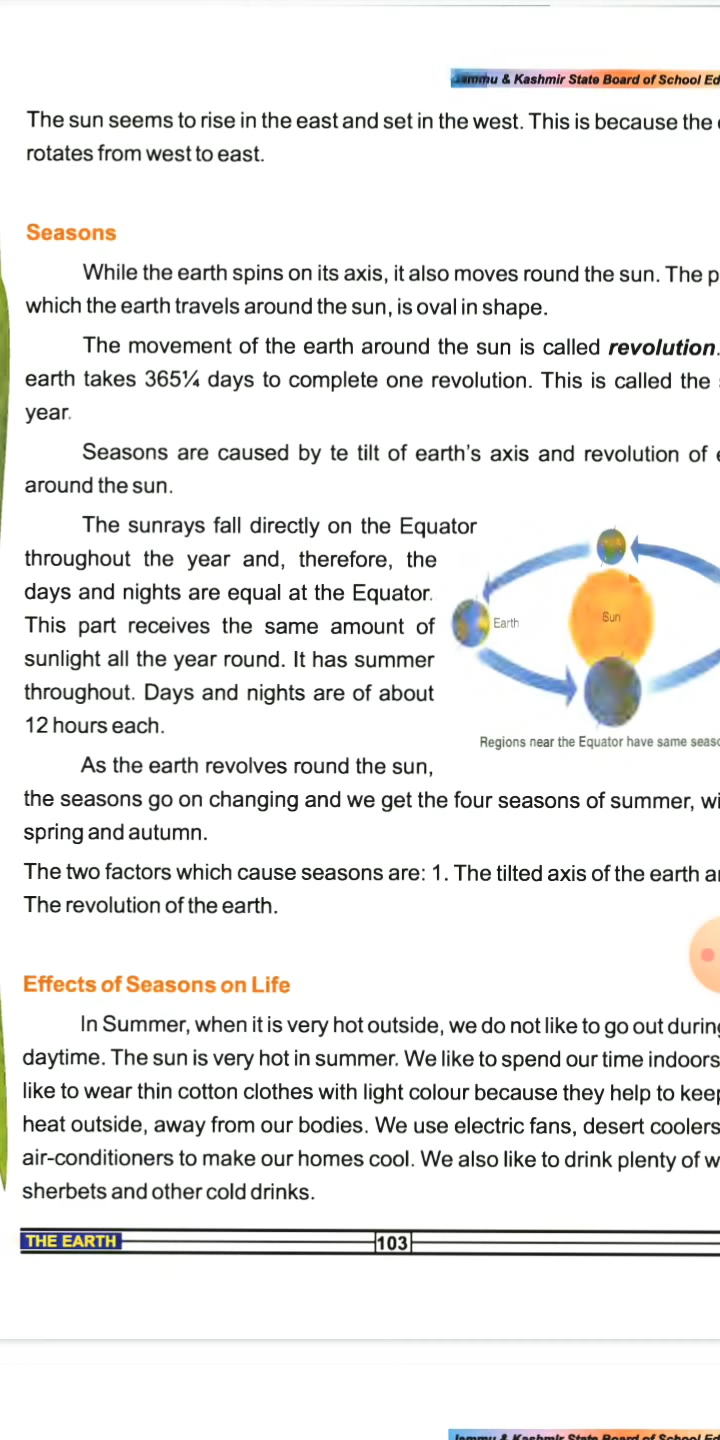 Jammu & Kashmir State Board of School Ed
The sun seems to rise in the east and set in the west. This is because the
rotates from west to east.
Seasons
While the earth spins on its axis, it also moves round the sun. The p
which the earth travels around the sun, is oval in shape.
The movement of the earth around the sun is called revolution.
earth takes 365¼ days to complete one revolution. This is called the
year.
Seasons are caused by te tilt of earth's axis and revolution of
around the sun.
The sunrays fall directly on the Equator
throughout the year and, therefore, the
days and nights are equal at the Equator.
This part receives the same amount of
sunlight all the year round. It has summer
throughout. Days and nights are of about
12 hours each.
Earth
Sun
Regions near the Equator have same seaso
As the earth revolves round the sun,
the seasons go on changing and we get the four seasons of summer, wi
spring and autumn.
The two factors which cause seasons are: 1. The tilted axis of the earth a
The revolution of the earth.
Effects of Seasons on Life
In Summer, when it is very hot outside, we do not like to go out during
daytime. The sun is very hot in summer. We like to spend our time indoors
like to wear thin cotton clothes with light colour because they help to keep
heat outside, away from our bodies. We use electric fans, desert coolers
air-conditioners to make our homes cool. We also like to drink plenty of w
sherbets and other cold drinks.
THE EARTH
103
Jammu & Kashmir State Board of School Ed